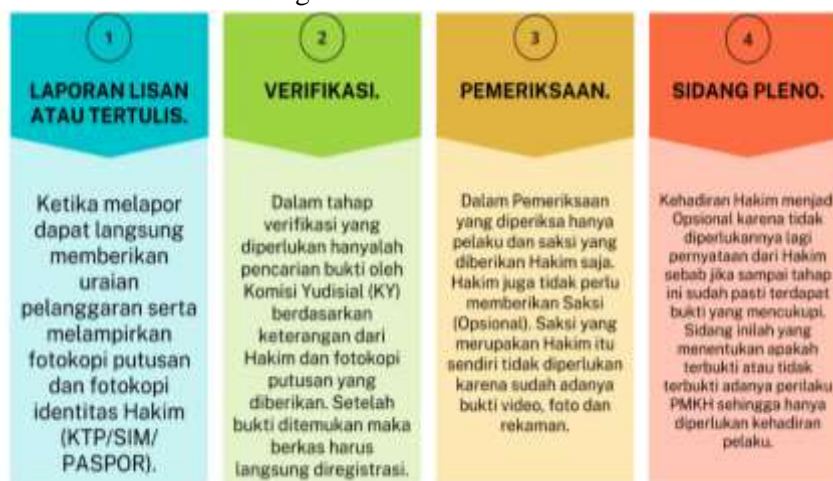 1
LAPORAN LISAN
ATAU TERTULIS.
Ketika melapor
dapat langsung
memberikan
uraian
pelanggaran serta
melampirkan
fotokopi putusan
dan fotokopi
identitas Hakim
(KTP/SIM/
PASPOR).
2
VERIFIKASI.
Dalam tahap
verifikasi yang
diperlukan hanyalah
pencarian bukti oleh
Komisi Yudisial (KY)
berdasarkan
keterangan dari
Hakim dan fotokopi
putusan yang
diberikan. Setelah
bukti ditemukan maka
berkas harus
langsung diregistrasi.
3
PEMERIKSAAN.
Dalam Pemeriksaan
yang diperiksa hanya
pelaku dan saksi yang
diberikan Hakim saja.
Hakim juga tidak perlu
memberikan Saksi
(Opsional). Saksi yang
merupakan Hakim itu
sendiri tidak diperlukan
karena sudah adanya
bukti video, foto dan
rekaman.
4
SIDANG PLENO.
Kehadiran Hakim menjad
Opsional karena tidak
diperlukannya lagi
pernyataan dari Hakim
sebab jika sampai tahap
ini sudah pasti terdapat
bukti yang mencukupi.
Sidang inilah yang
menentukan apakah
terbukti atau tidak
terbukti adanya perilaku
PMKH sehingga hanya
diperlukan kehadiran
pelaku.